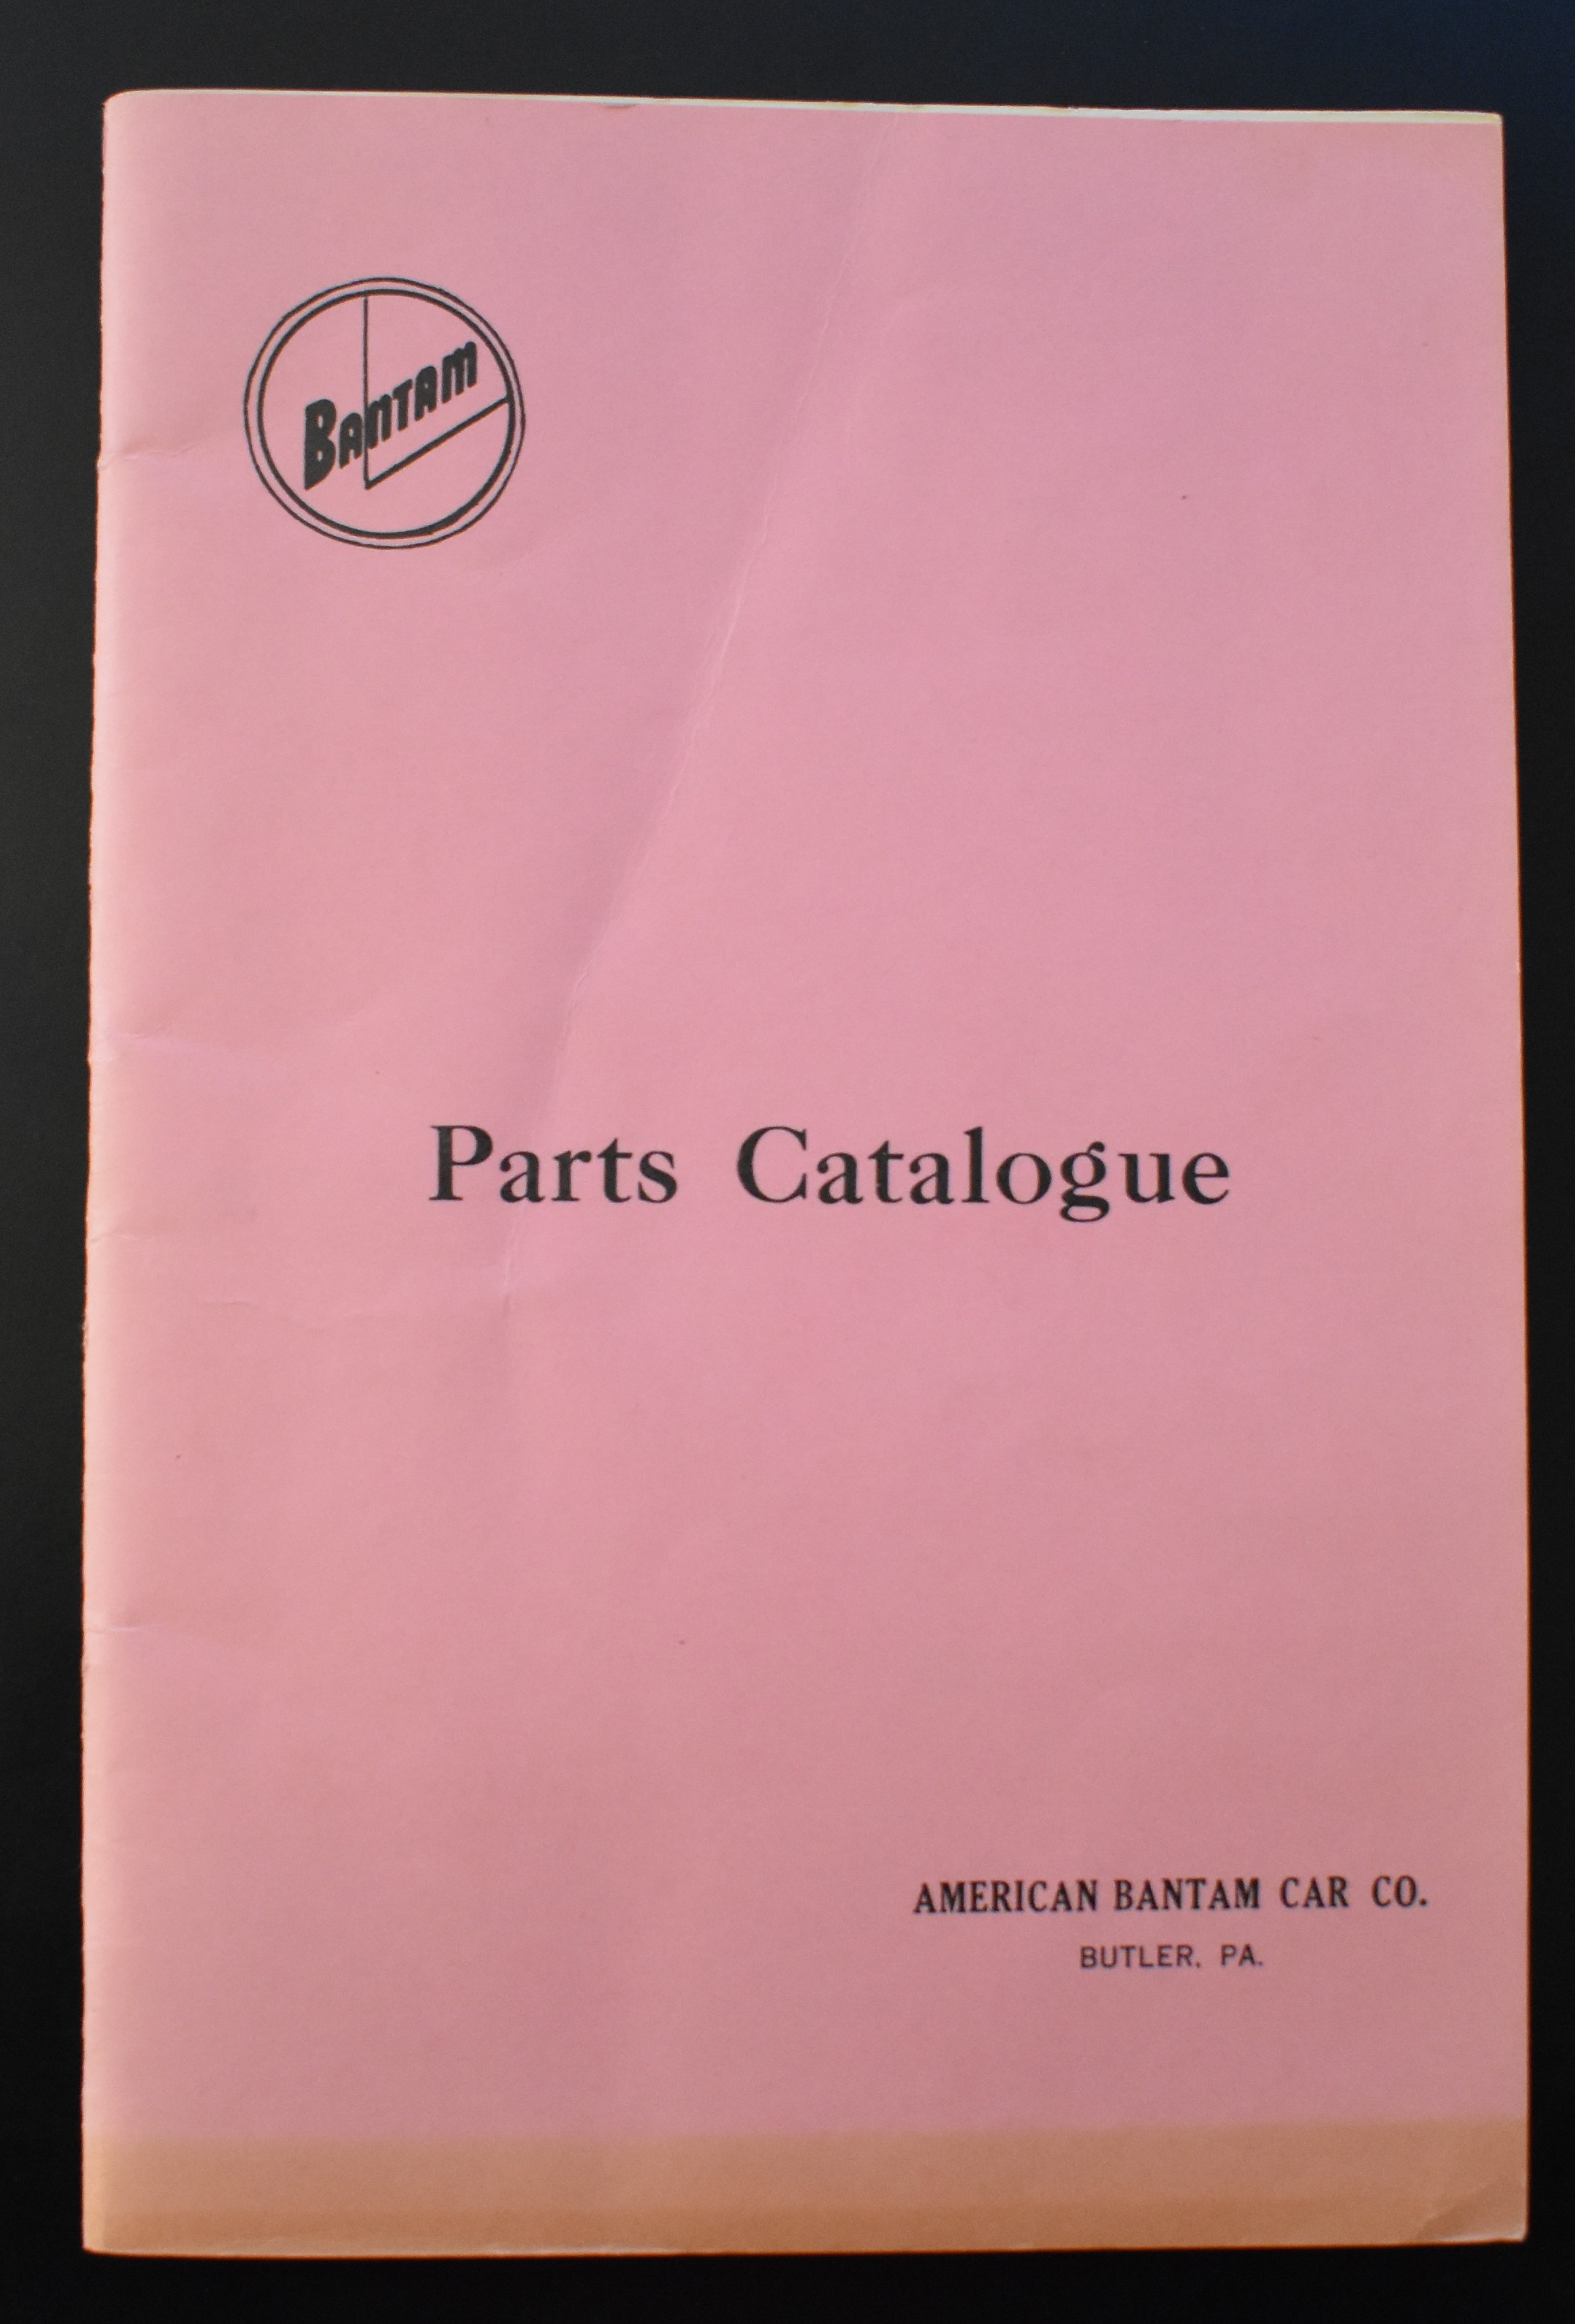 BANTAM
Parts Catalogue
AMERICAN BANTAM CAR CO.
BUTLER, PA.